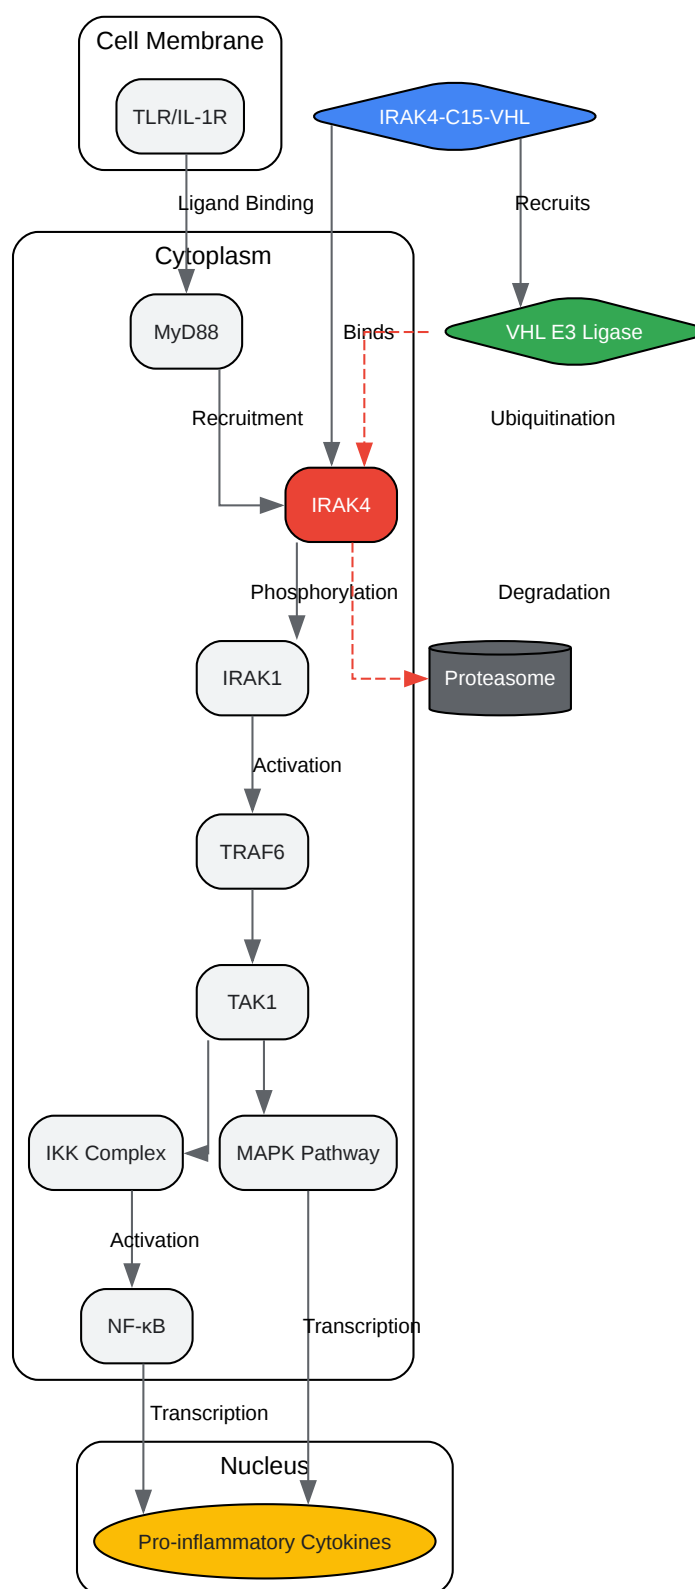 Cell Membrane
TLR/IL-1R
IRAK4-C15-VHL
Ligand Binding
Recruits
Cytoplasm
MyD88
Binds
VHL E3 Ligase
Recruitment
Ubiquitination
IRAK4
Phosphorylation
Degradation
IRAK1
Proteasome
Activation
TRAF6
TAK1
IKK Complex
MAPK Pathway
Activation
NF-κB
Transcription
Transcription
Nucleus
Pro-inflammatory Cytokines